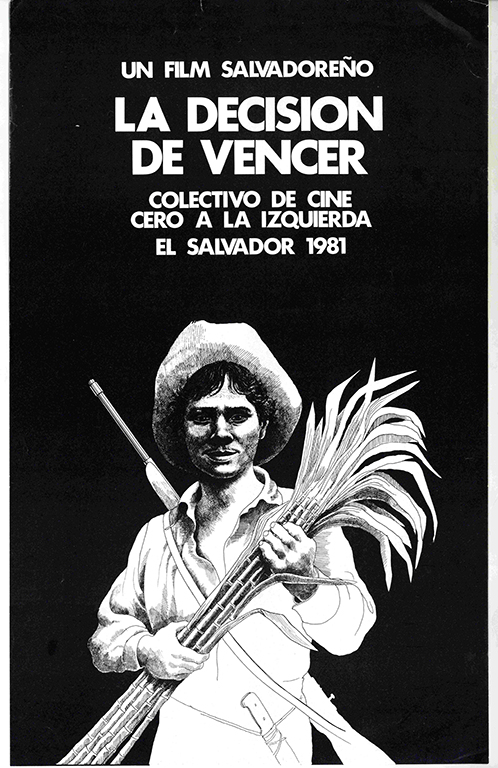 UN FILM SALVADOREÑO
LA DECISION
DE VENCER
COLECTIVO DE CINE
CERO A LA IZQUIERDA
EL SALVADOR 1981